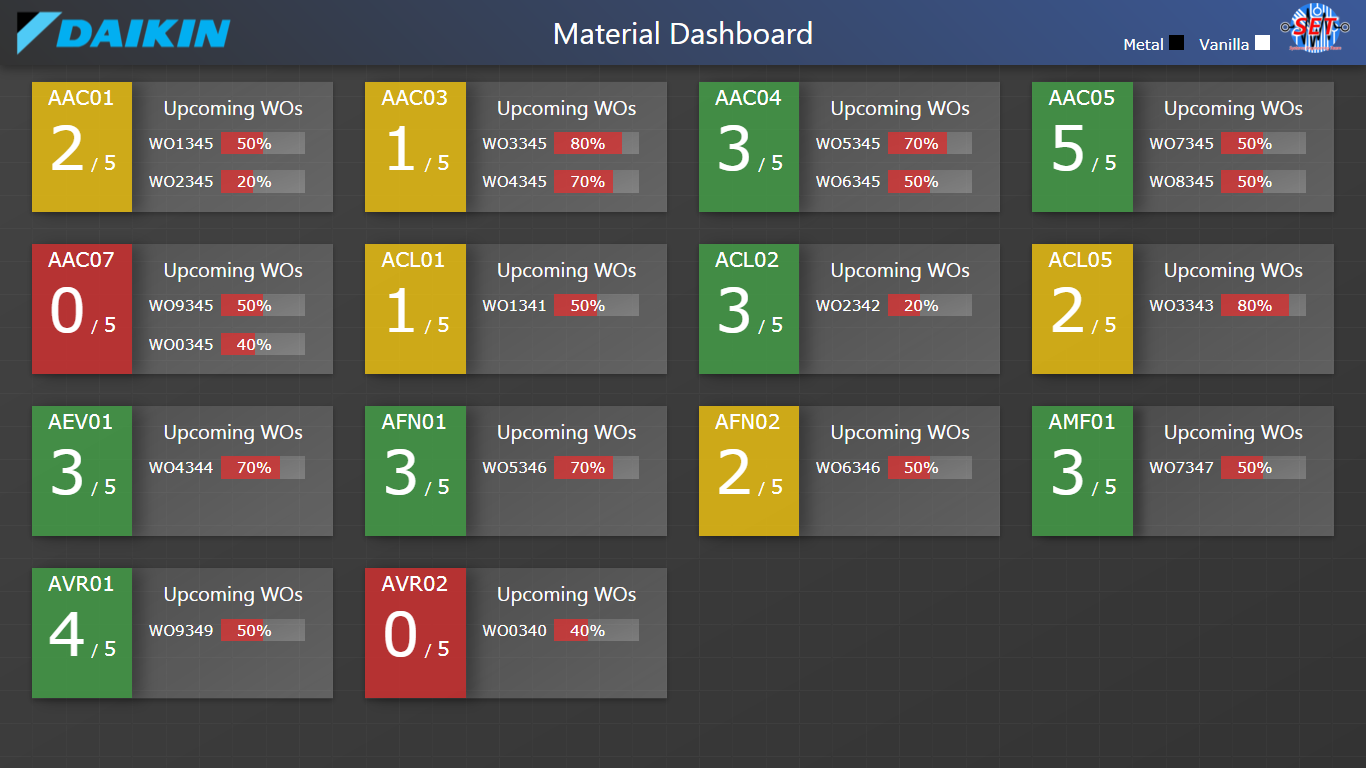 DAIKIN
Material Dashboard
Metal
Vanilla
SET
AAC01
2 / 5
Upcoming WOs
WO1345 50%
WO2345 20%
AAC03
1 / 5
Upcoming WOs
WO3345 80%
WO4345 70%
AAC04
3 / 5
Upcoming WOs
WO5345 70%
WO6345 50%
AAC05
5 / 5
Upcoming WOs
WO7345 50%
WO8345 50%
AAC07
0 / 5
Upcoming WOs
WO9345 50%
WO0345 40%
ACL01
1 / 5
Upcoming WOs
WO1341 50%
ACL02
3 / 5
Upcoming WOs
WO2342 20%
ACL05
2 / 5
Upcoming WOs
WO3343 80%
AEV01
3 / 5
Upcoming WOs
WO4344 70%
AFN01
3 / 5
Upcoming WOs
WO5346 70%
AFN02
2 / 5
Upcoming WOs
WO6346 50%
AMF01
3 / 5
Upcoming WOs
WO7347 50%
AVR01
4 / 5
Upcoming WOs
WO9349 50%
AVR02
0 / 5
Upcoming WOs
WO0340 40%